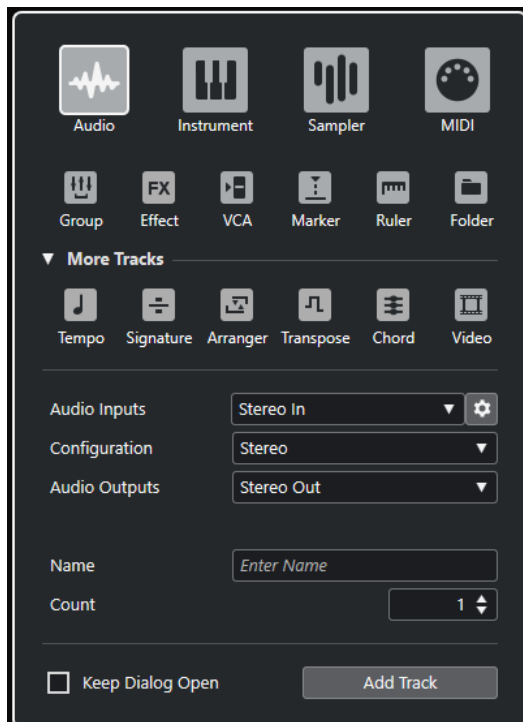 Audio Instrument Sampler MIDI
FX
Group Effect VCA Marker Ruler Folder
More Tracks
Tempo Signature Arranger Transpose Chord Video
Audio Inputs Stereo In
Configuration Stereo
Audio Outputs Stereo Out
Name Enter Name
Count 1
Keep Dialog Open Add Track